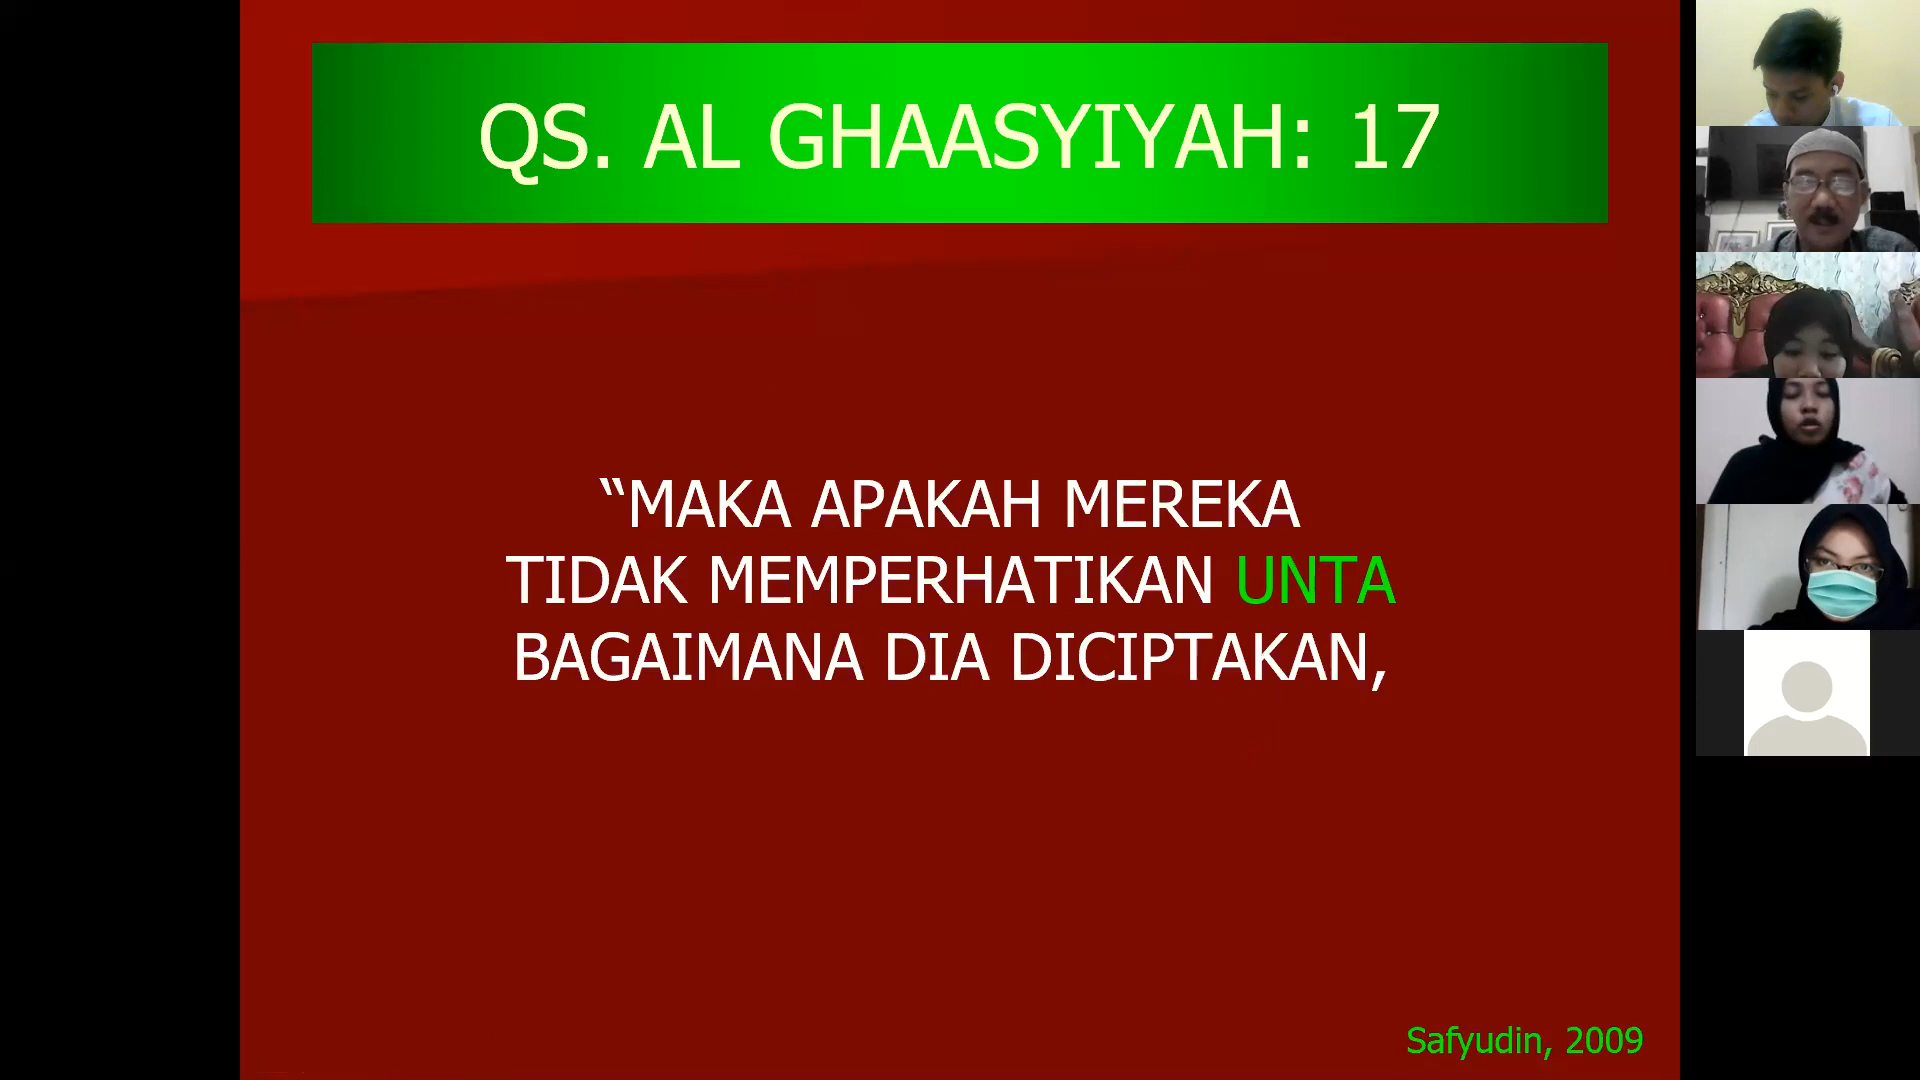 QS. AL GHAASYIYAH: 17
“MAKA APAKAH MEREKA
TIDAK MEMPERHATIKAN UNTA
BAGAIMANA DIA DICIPTAKAN,
Safyudin, 2009